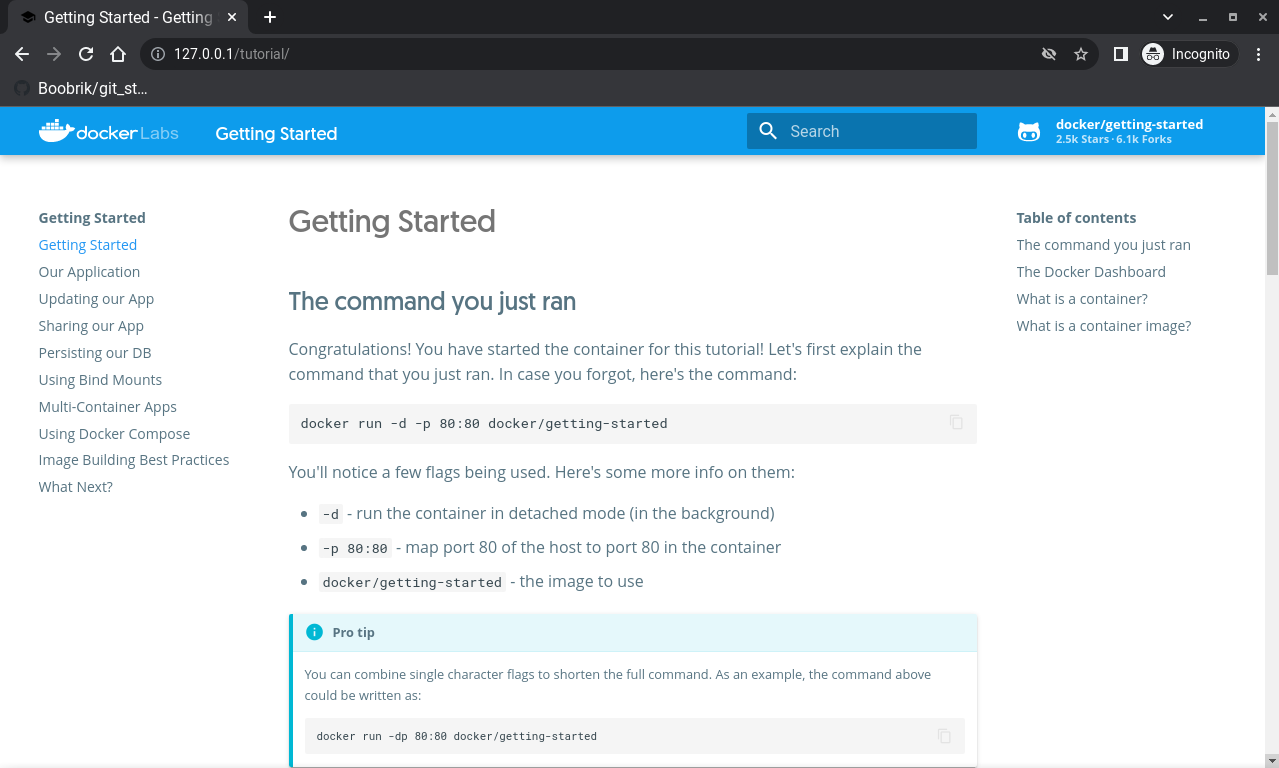 Getting Started - Getting
127.0.0.1/tutorial/
Incognito
Boobrik/git_st...
docker Labs
Getting Started
Search
docker/getting-started
2.5k Stars · 6.1k Forks
Getting Started
Getting Started
Our Application
Updating our App
Sharing our App
Persisting our DB
Using Bind Mounts
Multi-Container Apps
Using Docker Compose
Image Building Best Practices
What Next?
Getting Started
The command you just ran
Congratulations! You have started the container for this tutorial! Let's first explain the
command that you just ran. In case you forgot, here's the command:
docker run -d -p 80:80 docker/getting-started
You'll notice a few flags being used. Here's some more info on them:
-d - run the container in detached mode (in the background)
-p 80:80 - map port 80 of the host to port 80 in the container
docker/getting-started - the image to use
Pro tip
You can combine single character flags to shorten the full command. As an example, the command above
could be written as:
docker run -dp 80:80 docker/getting-started
Table of contents
The command you just ran
The Docker Dashboard
What is a container?
What is a container image?